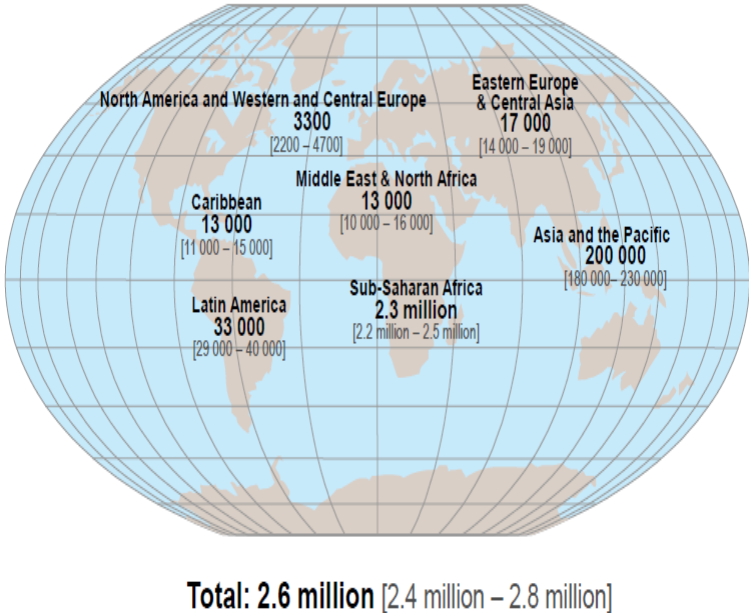 North America and Western and Central Europe
3300
[2200 – 4700]
Eastern Europe
& Central Asia
17 000
[14 000 – 19 000]
Middle East & North Africa
13 000
[10 000 – 16 000]
Caribbean
13 000
[11 000 – 15 000]
Asia and the Pacific
200 000
[180 000– 230 000]
Sub-Saharan Africa
2.3 million
[2.2 million – 2.5 million]
Latin America
33 000
[29 000 – 40 000]
Total: 2.6 million [2.4 million – 2.8 million]